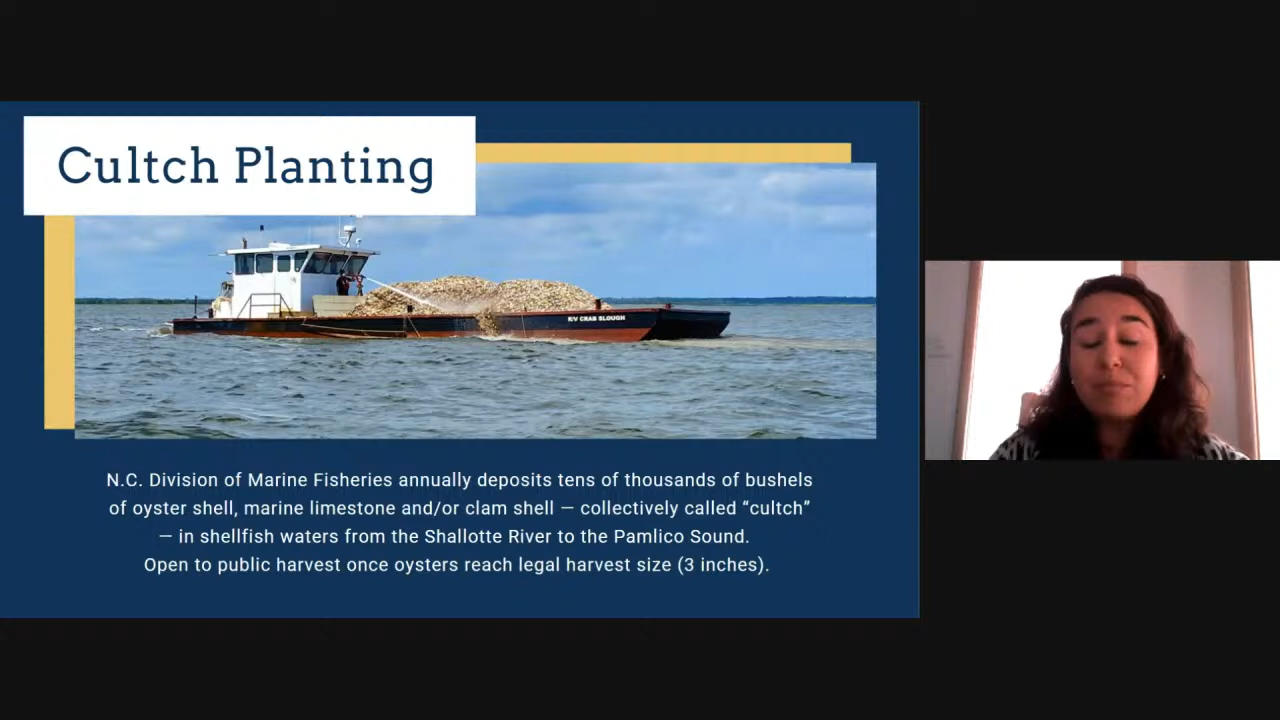 Cultch Planting
R/V CRAB SLOUGH
N.C. Division of Marine Fisheries annually deposits tens of thousands of bushels
of oyster shell, marine limestone and/or clam shell — collectively called “cultch”
— in shellfish waters from the Shallotte River to the Pamlico Sound.
Open to public harvest once oysters reach legal harvest size (3 inches).